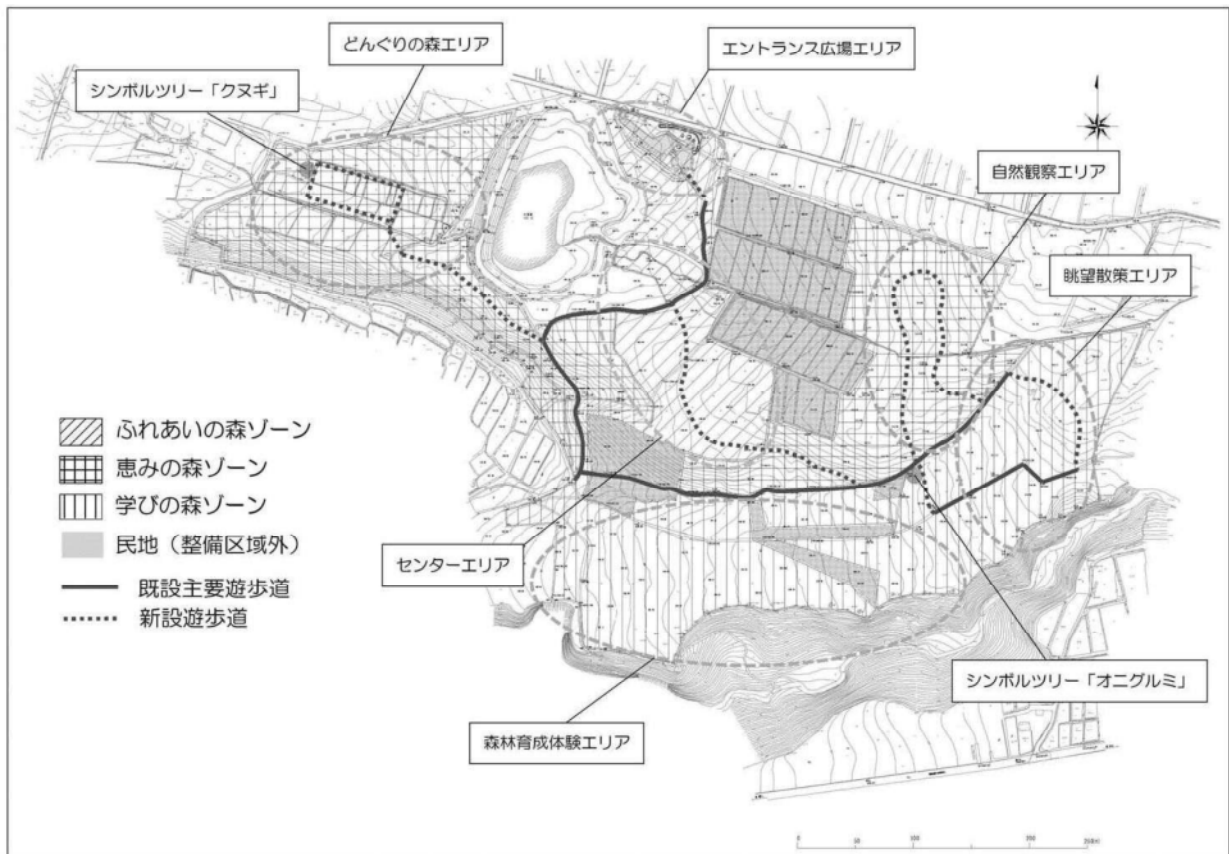 どんぐりの森エリア
エントランス広場エリア
シンボルツリー「クヌギ」
自然観察エリア
眺望散策エリア
ふれあいの森ゾーン
恵みの森ゾーン
学びの森ゾーン
民地（整備区域外）
既設主要遊歩道
新設遊歩道
センターエリア
シンボルツリー「オニグルミ」
森林育成体験エリア